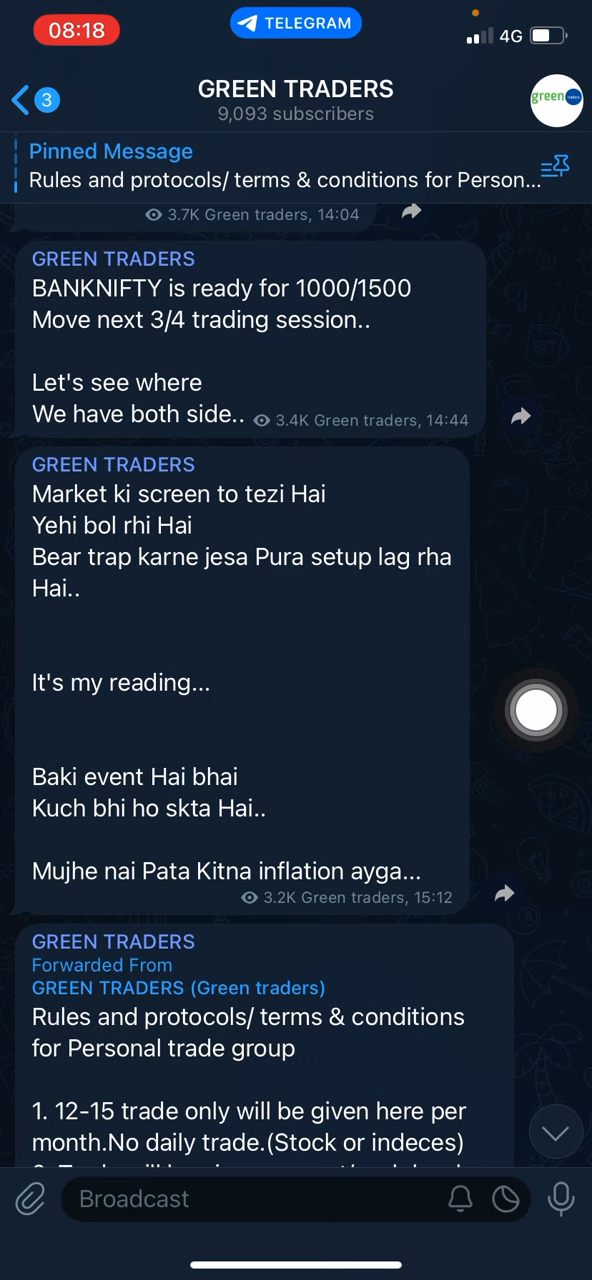 08:18
TELEGRAM
4G
3
GREEN TRADERS
9,093 subscribers
green
Pinned Message
Rules and protocols/ terms & conditions for Person...
3.7K Green traders, 14:04
GREEN TRADERS
BANKNIFTY is ready for 1000/1500
Move next 3/4 trading session..
Let's see where
We have both side..
3.4K Green traders, 14:44
GREEN TRADERS
Market ki screen to tezi Hai
Yehi bol rhi Hai
Bear trap karne jesa Pura setup lag rha
Hai..
It's my reading...
Baki event Hai bhai
Kuch bhi ho skta Hai..
Mujhe nai Pata Kitna inflation ayga...
3.2K Green traders, 15:12
GREEN TRADERS
Forwarded From
GREEN TRADERS (Green traders)
Rules and protocols/ terms & conditions
for Personal trade group
1. 12-15 trade only will be given here per
month.No daily trade.(Stock or indeces)
Broadcast